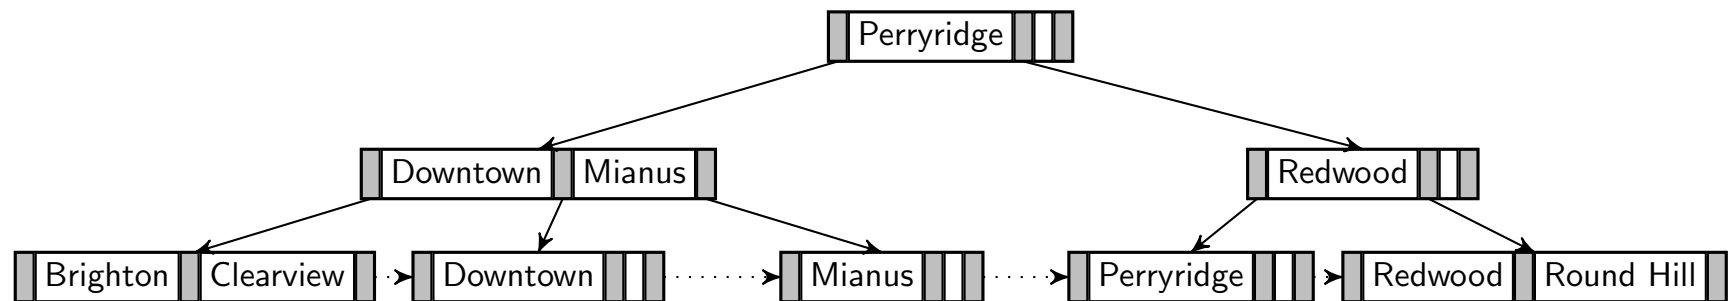 Perryridge
Downtown Mianus Redwood
Brighton Clearview Downtown Mianus Perryridge Redwood Round Hill